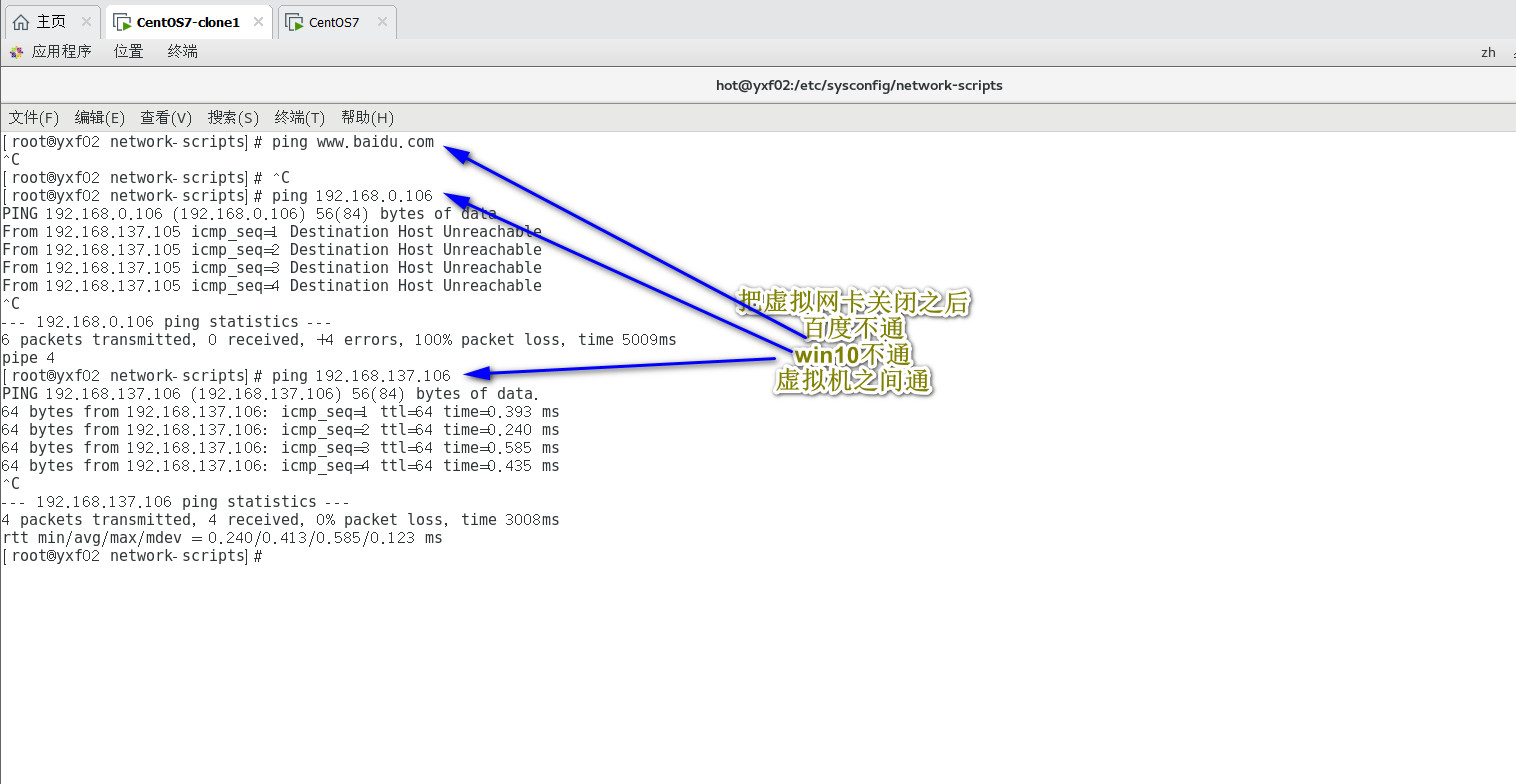 主页 CentOS7-clone1 CentOS7
应用程序 位置 终端 zh
hot@yxf02:/etc/sysconfig/network-scripts
文件(F) 编辑(E) 查看(V) 搜索(S) 终端(T) 帮助(H)
[root@yxf02 network-scripts]# ping www.baidu.com
^C
[root@yxf02 network-scripts]# ^C
[root@yxf02 network-scripts]# ping 192.168.0.106
PING 192.168.0.106 (192.168.0.106) 56(84) bytes of data.
From 192.168.137.105 icmp_seq=1 Destination Host Unreachable
From 192.168.137.105 icmp_seq=2 Destination Host Unreachable
From 192.168.137.105 icmp_seq=3 Destination Host Unreachable
From 192.168.137.105 icmp_seq=4 Destination Host Unreachable
^C
--- 192.168.0.106 ping statistics ---
6 packets transmitted, 0 received, +4 errors, 100% packet loss, time 5009ms
pipe 4
[root@yxf02 network-scripts]# ping 192.168.137.106
PING 192.168.137.106 (192.168.137.106) 56(84) bytes of data.
64 bytes from 192.168.137.106: icmp_seq=1 ttl=64 time=0.393 ms
64 bytes from 192.168.137.106: icmp_seq=2 ttl=64 time=0.240 ms
64 bytes from 192.168.137.106: icmp_seq=3 ttl=64 time=0.585 ms
64 bytes from 192.168.137.106: icmp_seq=4 ttl=64 time=0.435 ms
^C
--- 192.168.137.106 ping statistics ---
4 packets transmitted, 4 received, 0% packet loss, time 3008ms
rtt min/avg/max/mdev = 0.240/0.413/0.585/0.123 ms
[root@yxf02 network-scripts]#
把虚拟网卡关闭之后
百度不通
win10不通
虚拟机之间通